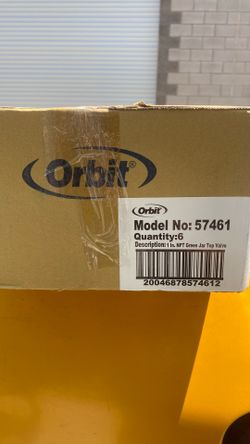 Orbit®
Orbit®
Model No: 57461
Quantity:6
Description: 1 in. NPT Green Jar Top Valve
20046878574612